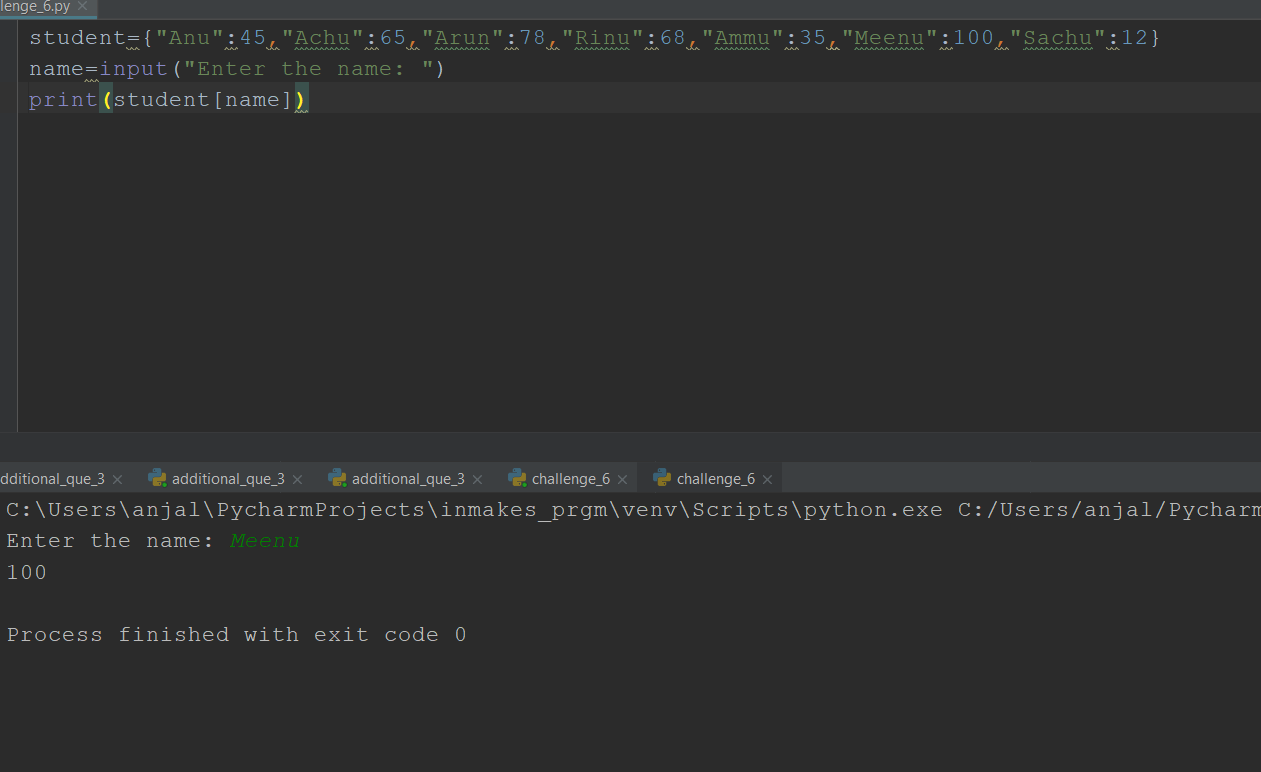 lenge_6.py
student={"Anu":45,"Achu":65,"Arun":78,"Rinu":68,"Ammu":35,"Meenu":100,"Sachu":12}
name=input("Enter the name: ")
print(student[name])
dditional_que_3 additional_que_3 additional_que_3 challenge_6 challenge_6
C:\Users\anjal\PycharmProjects\inmakes_prgm\venv\Scripts\python.exe C:/Users/anjal/Pycharm
Enter the name: Meenu
100
Process finished with exit code 0